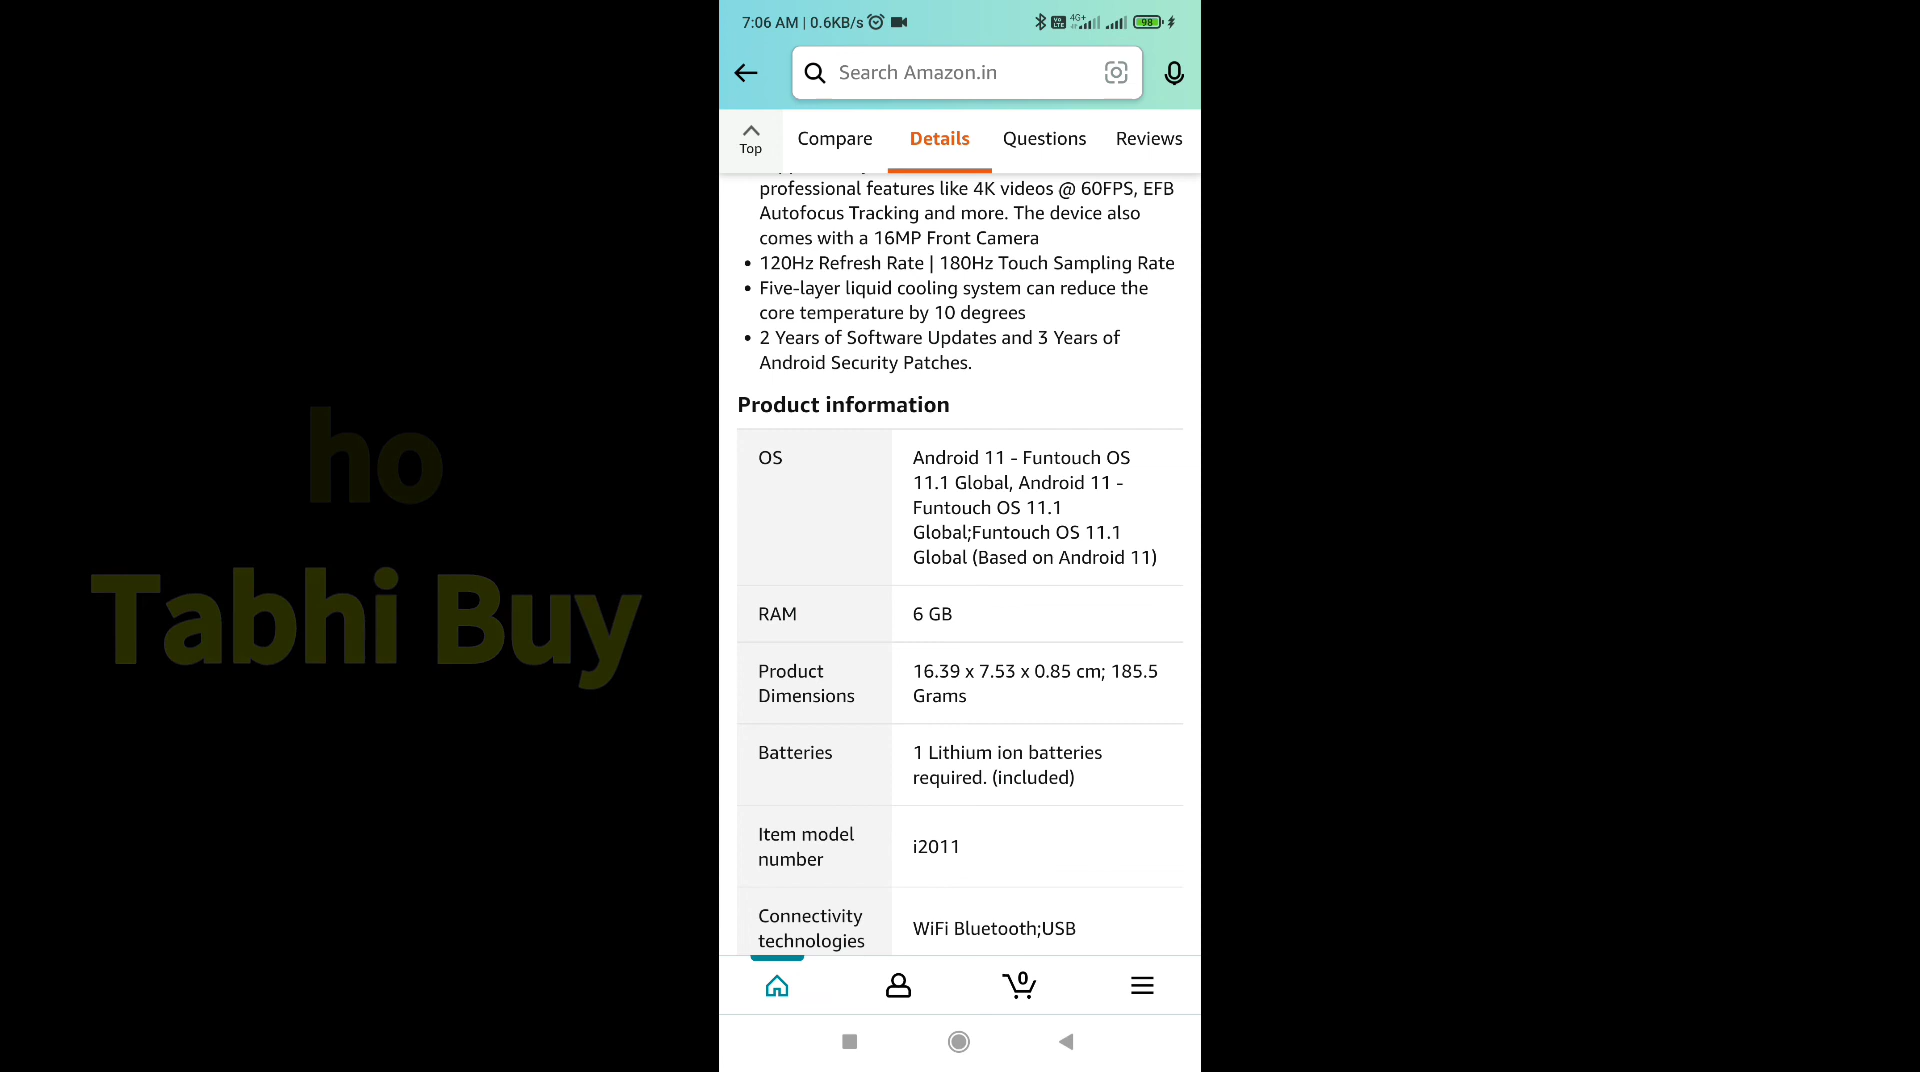 7:06 AM | 0.6KB/s
Vo LTE 4G+ 98
Search Amazon.in
Top
Compare
Details
Questions
Reviews
professional features like 4K videos @ 60FPS, EFB
Autofocus Tracking and more. The device also
comes with a 16MP Front Camera
• 120Hz Refresh Rate | 180Hz Touch Sampling Rate
• Five-layer liquid cooling system can reduce the
core temperature by 10 degrees
• 2 Years of Software Updates and 3 Years of
Android Security Patches.
Product information
OS
Android 11 - Funtouch OS
11.1 Global, Android 11 -
Funtouch OS 11.1
Global;Funtouch OS 11.1
Global (Based on Android 11)
RAM
6 GB
Product
Dimensions
16.39 x 7.53 x 0.85 cm; 185.5
Grams
Batteries
1 Lithium ion batteries
required. (included)
Item model
number
i2011
Connectivity
technologies
WiFi Bluetooth;USB
0
ho
Tabhi Buy